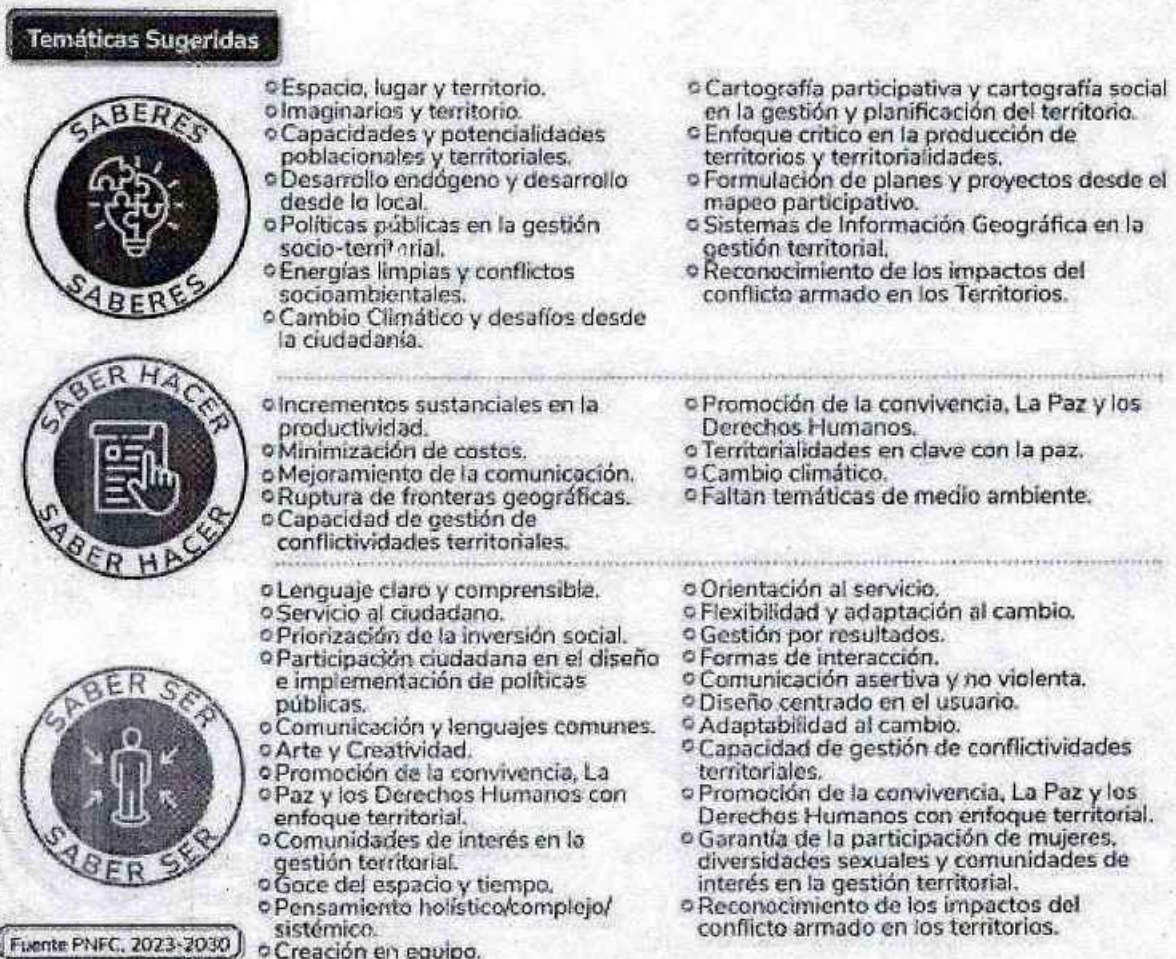 Temáticas Sugeridas
SABERES
SABERES
Espacio, lugar y territorio.
Imaginarios y territorio.
Capacidades y potencialidades
poblacionales y territoriales.
Desarrollo endógeno y desarrollo
desde lo local.
Políticas públicas en la gestión
socio-territorial.
Energías limpias y conflictos
socioambientales.
Cambio Climático y desafíos desde
la ciudadanía.
Cartografía participativa y cartografía social
en la gestión y planificación del territorio.
Enfoque crítico en la producción de
territorios y territorialidades.
Formulación de planes y proyectos desde el
mapeo participativo.
Sistemas de Información Geográfica en la
gestión territorial.
Reconocimiento de los impactos del
conflicto armado en los Territorios.
SABER HACER
SABER HACER
Incrementos sustanciales en la
productividad.
Minimización de costos.
Mejoramiento de la comunicación.
Ruptura de fronteras geográficas.
Capacidad de gestión de
conflictividades territoriales.
Promoción de la convivencia, La Paz y los
Derechos Humanos.
Territorialidades en clave con la paz.
Cambio climático.
Faltan temáticas de medio ambiente.
SABER SER
SABER SER
Lenguaje claro y comprensible.
Servicio al ciudadano.
Priorización de la inversión social.
Participación ciudadana en el diseño
e implementación de políticas
públicas.
Comunicación y lenguajes comunes.
Arte y Creatividad.
Promoción de la convivencia, La
Paz y los Derechos Humanos con
enfoque territorial.
Comunidades de interés en la
gestión territorial.
Goce del espacio y tiempo.
Pensamiento holístico/complejo/
sistémico.
Creación en equipo.
Orientación al servicio.
Flexibilidad y adaptación al cambio.
Gestión por resultados.
Formas de interacción.
Comunicación asertiva y no violenta.
Diseño centrado en el usuario.
Adaptabilidad al cambio.
Capacidad de gestión de conflictividades
territoriales.
Promoción de la convivencia, La Paz y los
Derechos Humanos con enfoque territorial.
Garantía de la participación de mujeres,
diversidades sexuales y comunidades de
interés en la gestión territorial.
Reconocimiento de los impactos del
conflicto armado en los territorios.
Fuente PNFC, 2023-2030